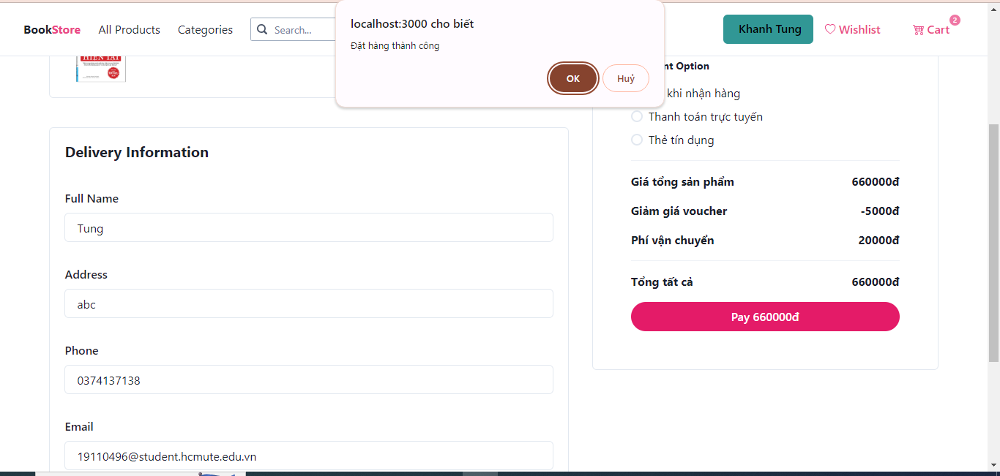 BookStore All Products Categories Search... Khanh Tung Wishlist Cart 2
localhost:3000 cho biết
Đặt hàng thành công
OK Huỷ
HIỆN TẠI
nt Option
khi nhận hàng
Thanh toán trực tuyến
Thẻ tín dụng
Giá tổng sản phẩm 660000đ
Giảm giá voucher -5000đ
Phí vận chuyển 20000đ
Tổng tất cả 660000đ
Pay 660000đ
Delivery Information
Full Name
Tung
Address
abc
Phone
0374137138
Email
19110496@student.hcmute.edu.vn